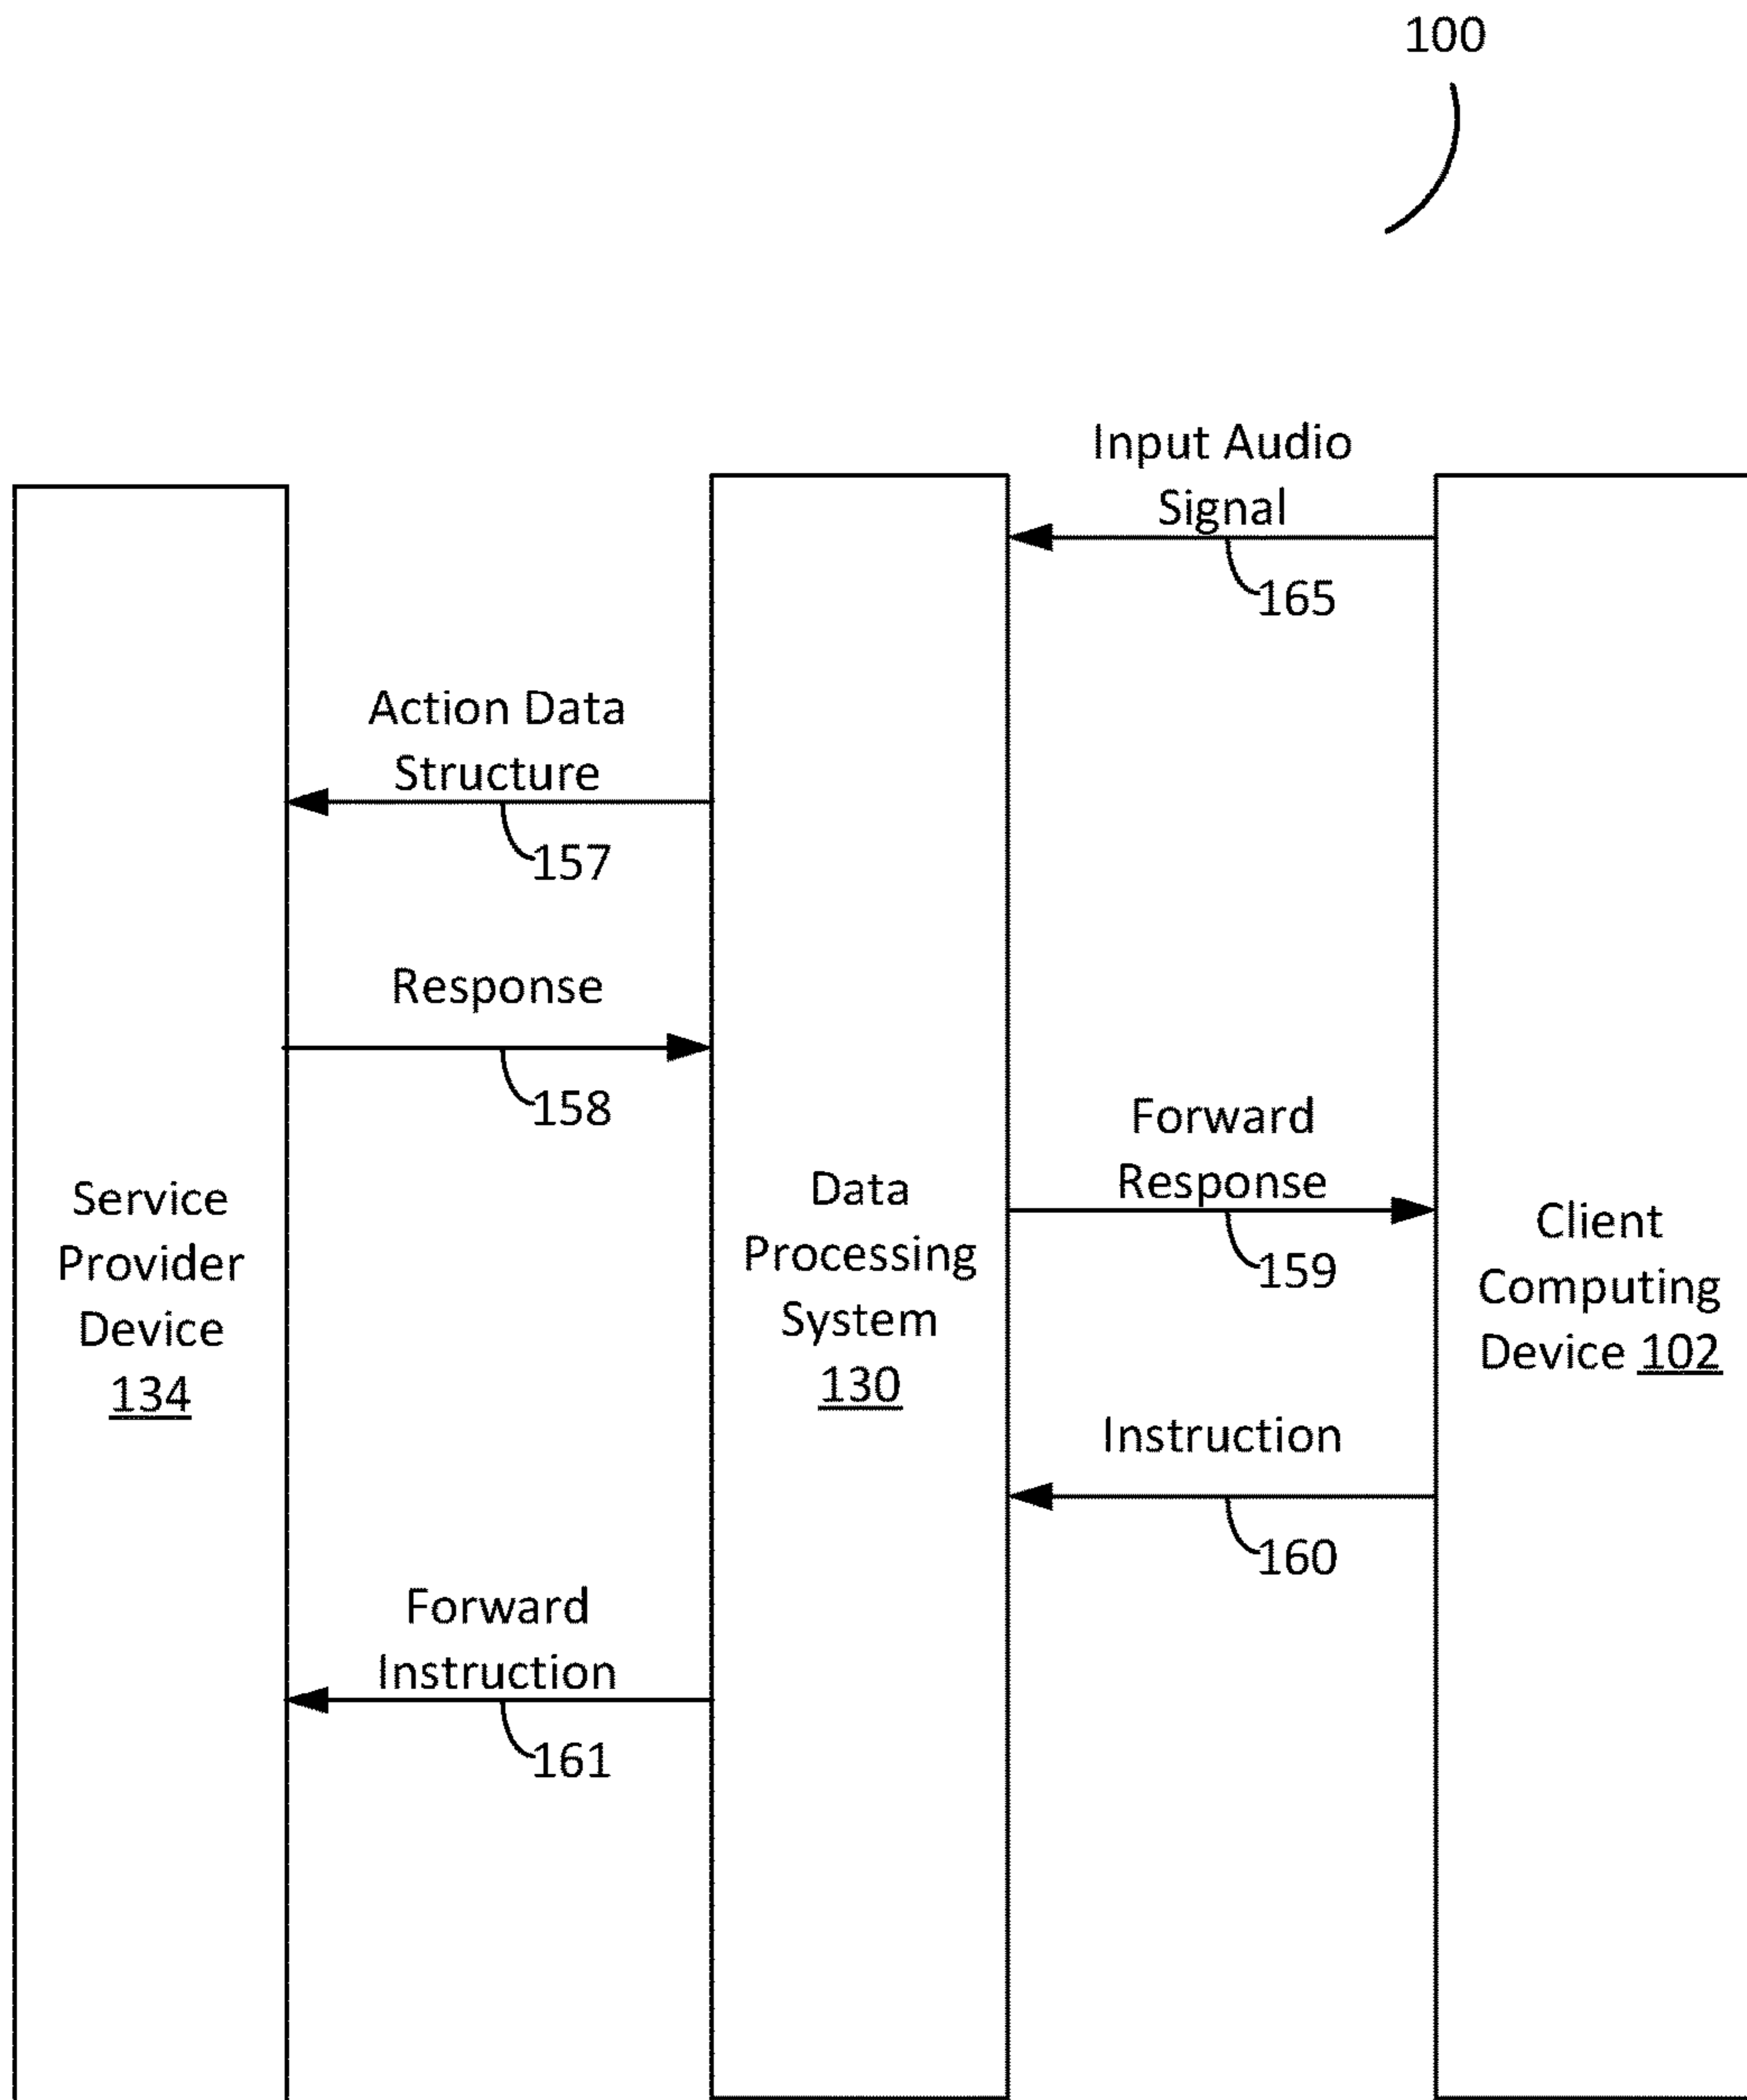 100
Input Audio
Signal
165
Action Data
Structure
157
Response
158
Forward
Response
159
Service
Provider
Device
134
Data
Processing
System
130
Client
Computing
Device 102
Instruction
160
Forward
Instruction
161